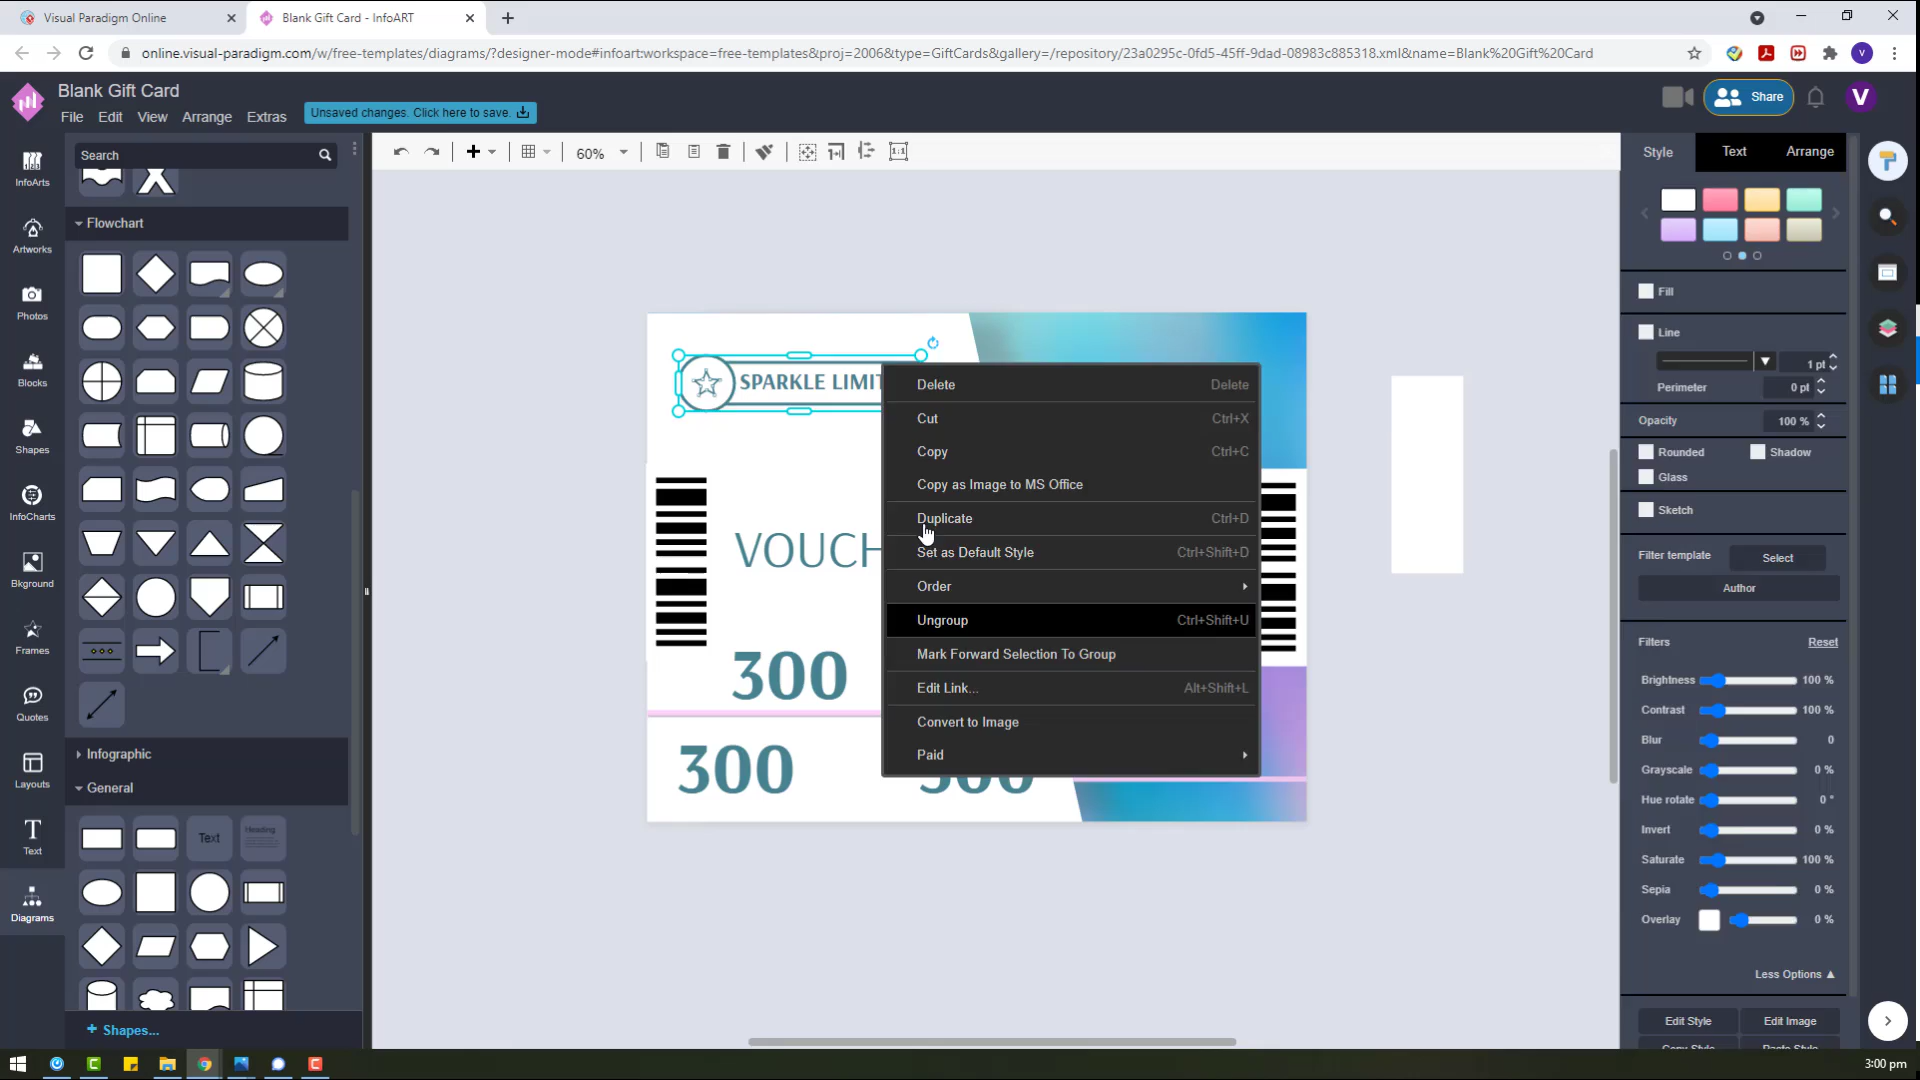 Visual Paradigm Online
Blank Gift Card - InfoART
online.visual-paradigm.com/w/free-templates/diagrams/?designer-mode#infoart:workspace=free-templates&proj=2006&type=GiftCards&gallery=/repository/23a0295c-0fd5-45ff-9dad-08983c885318.xml&name=Blank%20Gift%20Card
V
Blank Gift Card
File Edit View Arrange Extras
Unsaved changes. Click here to save.
Share
V
Search
60%
1:1
Style Text Arrange
InfoArts
Artworks
Photos
Blocks
Shapes
InfoCharts
Bkground
Frames
Quotes
Layouts
Text
Diagrams
Flowchart
Infographic
General
Text
Heading
+ Shapes...
SPARKLE LIMIT
VOUCH
300
300
300
Delete Delete
Cut Ctrl+X
Copy Ctrl+C
Copy as Image to MS Office
Duplicate Ctrl+D
Set as Default Style Ctrl+Shift+D
Order
Ungroup Ctrl+Shift+U
Mark Forward Selection To Group
Edit Link... Alt+Shift+L
Convert to Image
Paid
Fill
Line
1 pt
Perimeter 0 pt
Opacity 100 %
Rounded Shadow
Glass
Sketch
Filter template Select
Author
Filters Reset
Brightness 100 %
Contrast 100 %
Blur 0
Grayscale 0 %
Hue rotate 0 °
Invert 0 %
Saturate 100 %
Sepia 0 %
Overlay 0 %
Less Options
Edit Style Edit Image
Copy Style Paste Style
3:00 pm